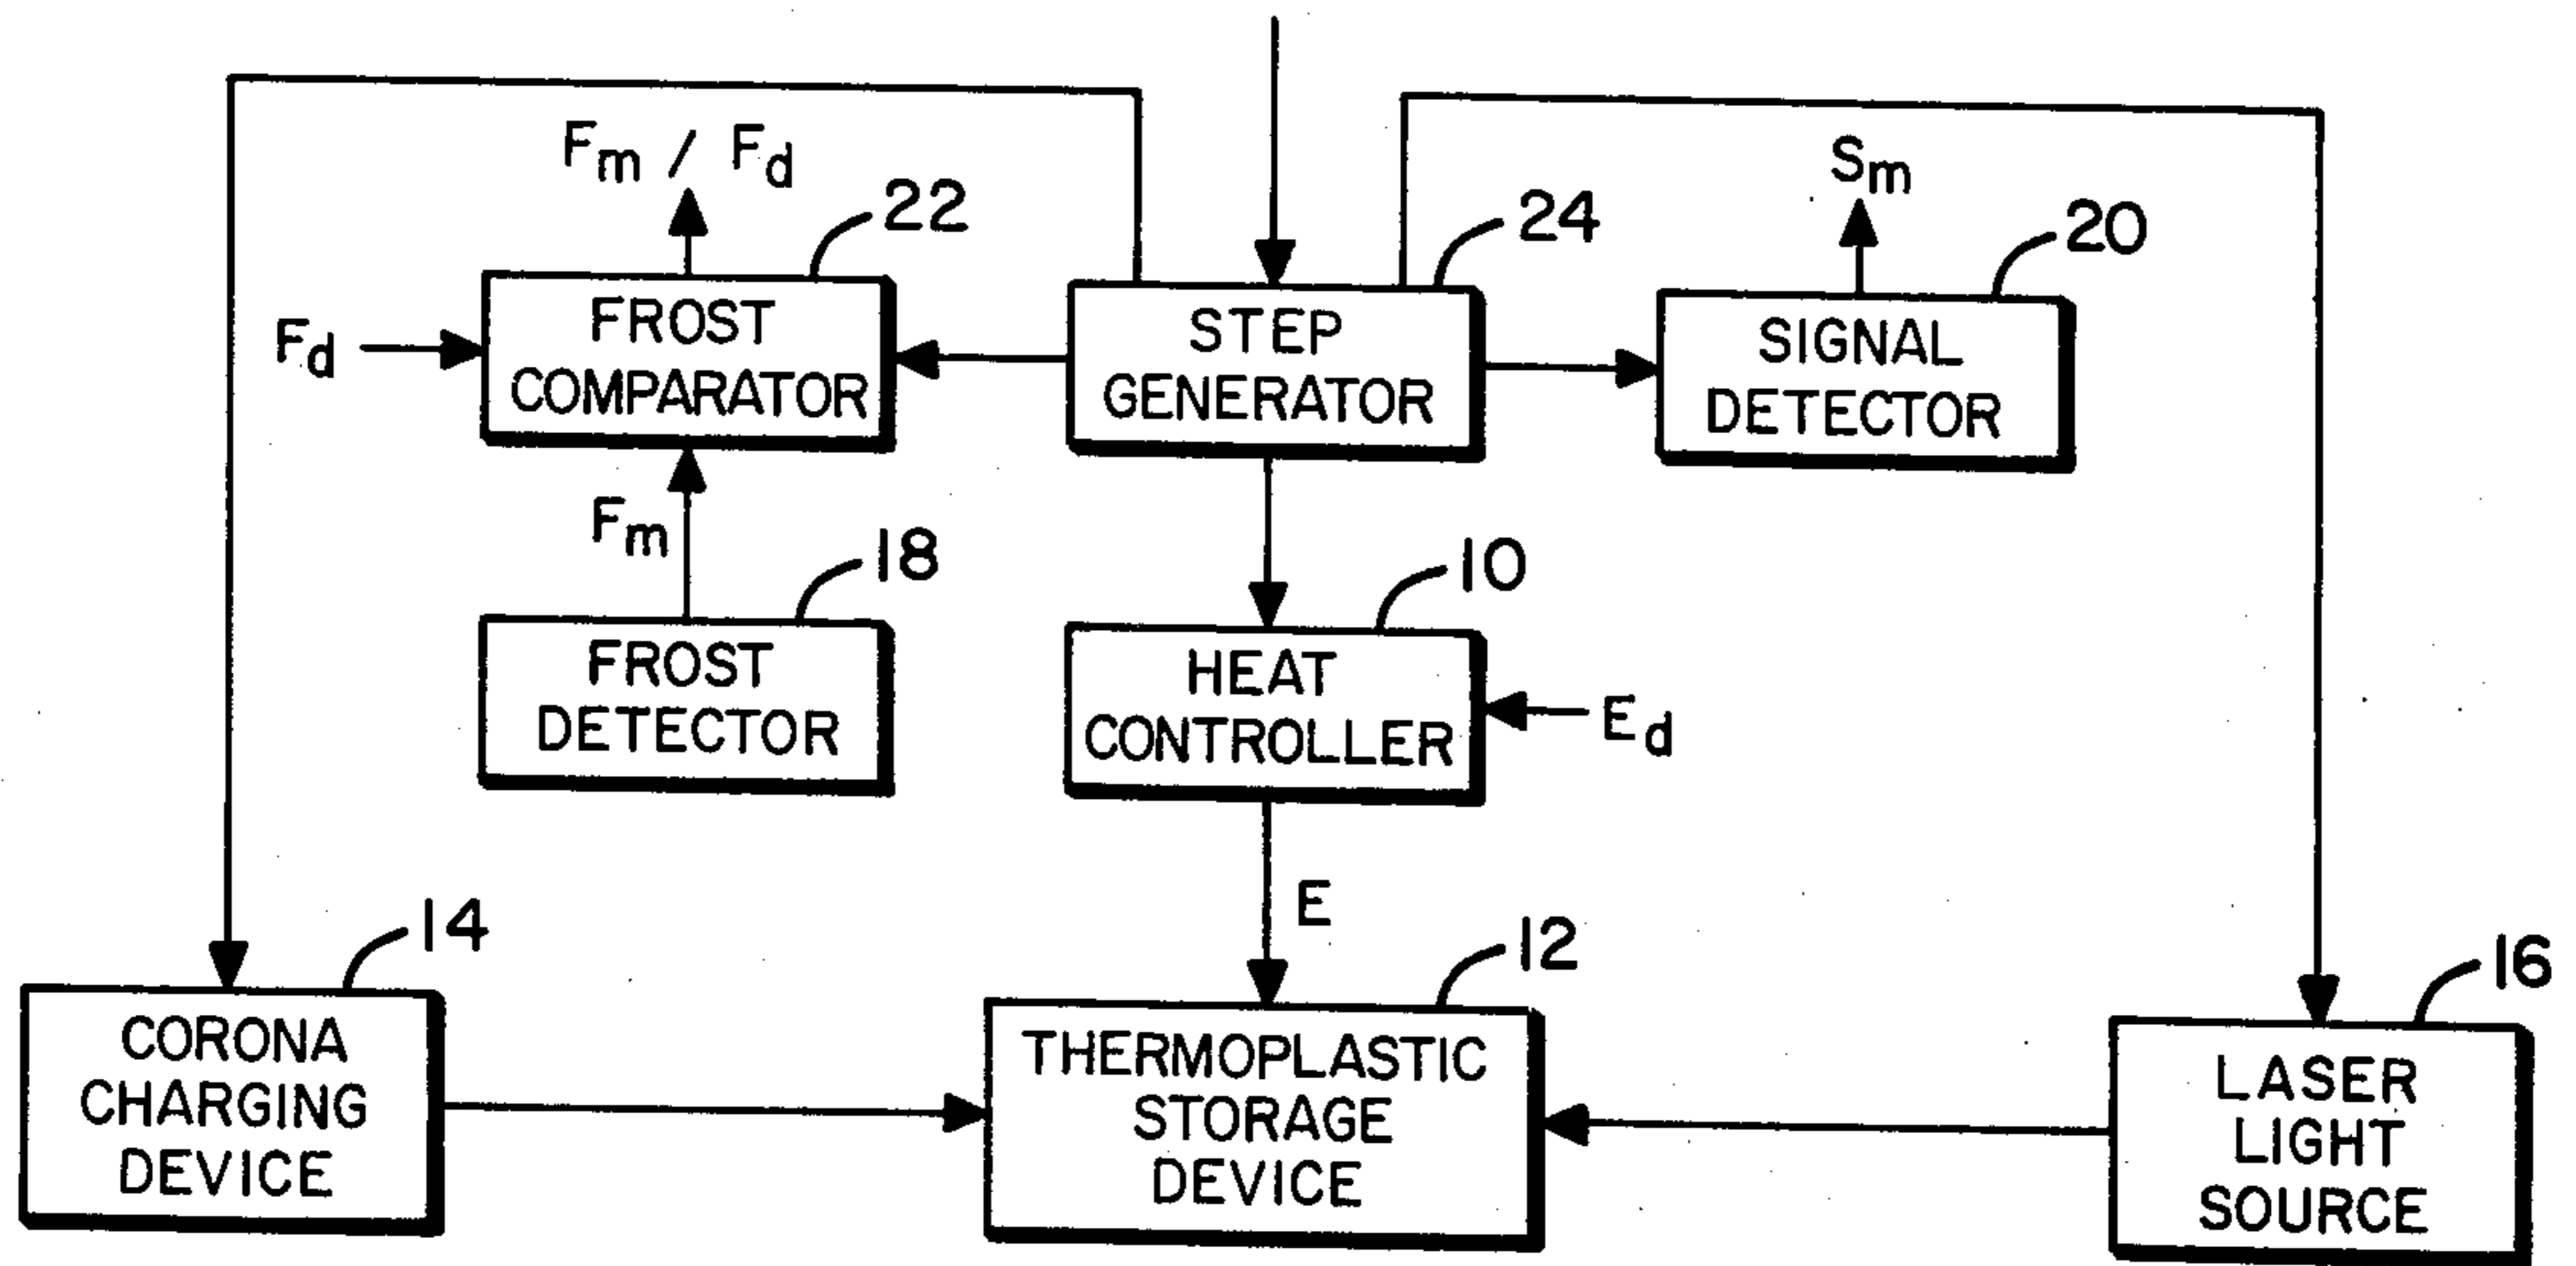 Fm / Fd
22
FROST
COMPARATOR
Fd
24
STEP
GENERATOR
Sm
20
SIGNAL
DETECTOR
Fm
18
FROST
DETECTOR
10
HEAT
CONTROLLER
Ed
E
14
CORONA
CHARGING
DEVICE
12
THERMOPLASTIC
STORAGE
DEVICE
16
LASER
LIGHT
SOURCE